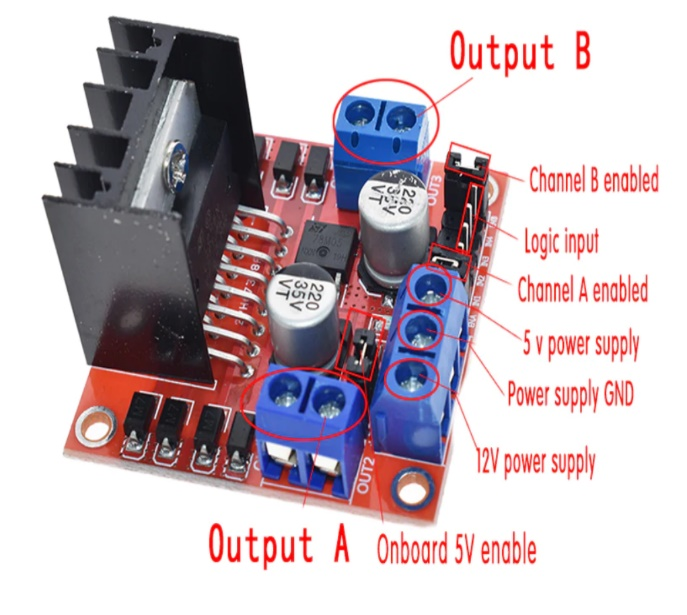 Output B
Channel B enabled
OUT3
220
35V
VT
Logic input
Channel A enabled
5 v power supply
220
35V
VT
Power supply GND
12V power supply
OUT2
Output A
Onboard 5V enable